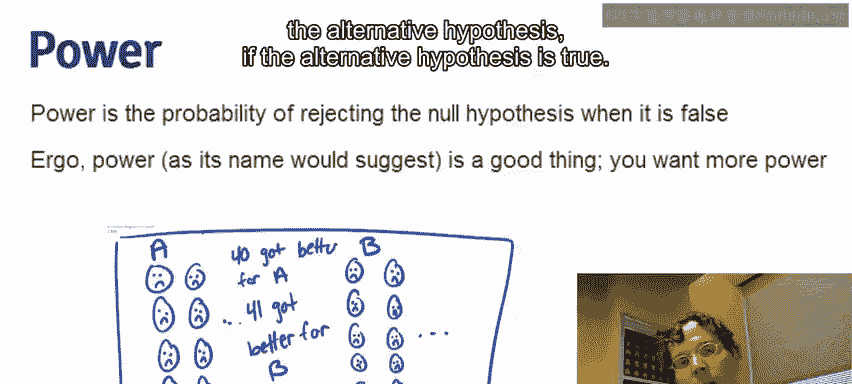 the alternative hypothesis,
if the alternative hypothesis is true.
Power
Power is the probability of rejecting the null hypothesis when it is false
Ergo, power (as its name would suggest) is a good thing; you want more power
A 40 got better B
for A
... 41 got
better for ...
B